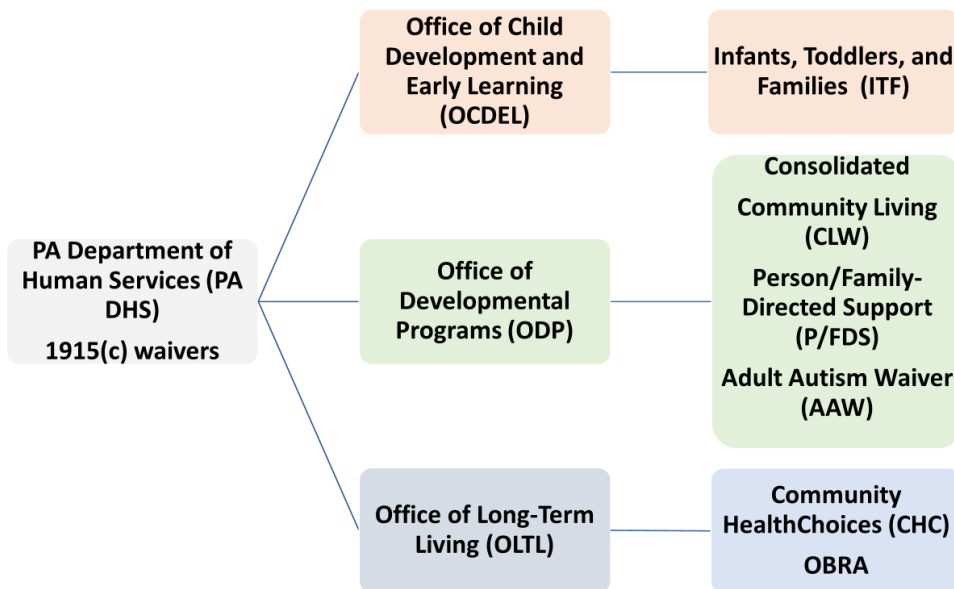 PA Department of
Human Services (PA
DHS)
1915(c) waivers
Office of Child
Development and
Early Learning
(OCDEL)
Infants, Toddlers, and
Families (ITF)
Office of
Developmental
Programs (ODP)
Consolidated
Community Living
(CLW)
Person/Family-
Directed Support
(P/FDS)
Adult Autism Waiver
(AAW)
Office of Long-Term
Living (OLTL)
Community
HealthChoices (CHC)
OBRA